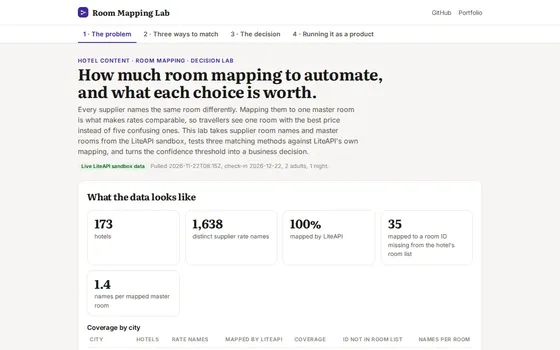 Room Mapping Lab
GitHub Portfolio
1 · The problem 2 · Three ways to match 3 · The decision 4 · Running it as a product
HOTEL CONTENT · ROOM MAPPING · DECISION LAB
How much room mapping to automate,
and what each choice is worth.
Every supplier names the same room differently. Mapping them to one master room
is what makes rates comparable, so travellers see one room with the best price
instead of five confusing ones. This lab takes supplier room names and master
rooms from the LiteAPI sandbox, tests three matching methods against LiteAPI's own
mapping, and turns the confidence threshold into a business decision.
Live LiteAPI sandbox data Pulled 2026-11-22T08:15Z, check-in 2026-12-22, 2 adults, 1 night.
What the data looks like
173
hotels
1,638
distinct supplier rate names
100%
mapped by LiteAPI
35
mapped to a room ID
missing from the hotel's
room list
1.4
names per mapped master
room
Coverage by city
CITY HOTELS RATE NAMES MAPPED BY LITEAPI COVERAGE ID NOT IN ROOM LIST NAMES PER ROOM